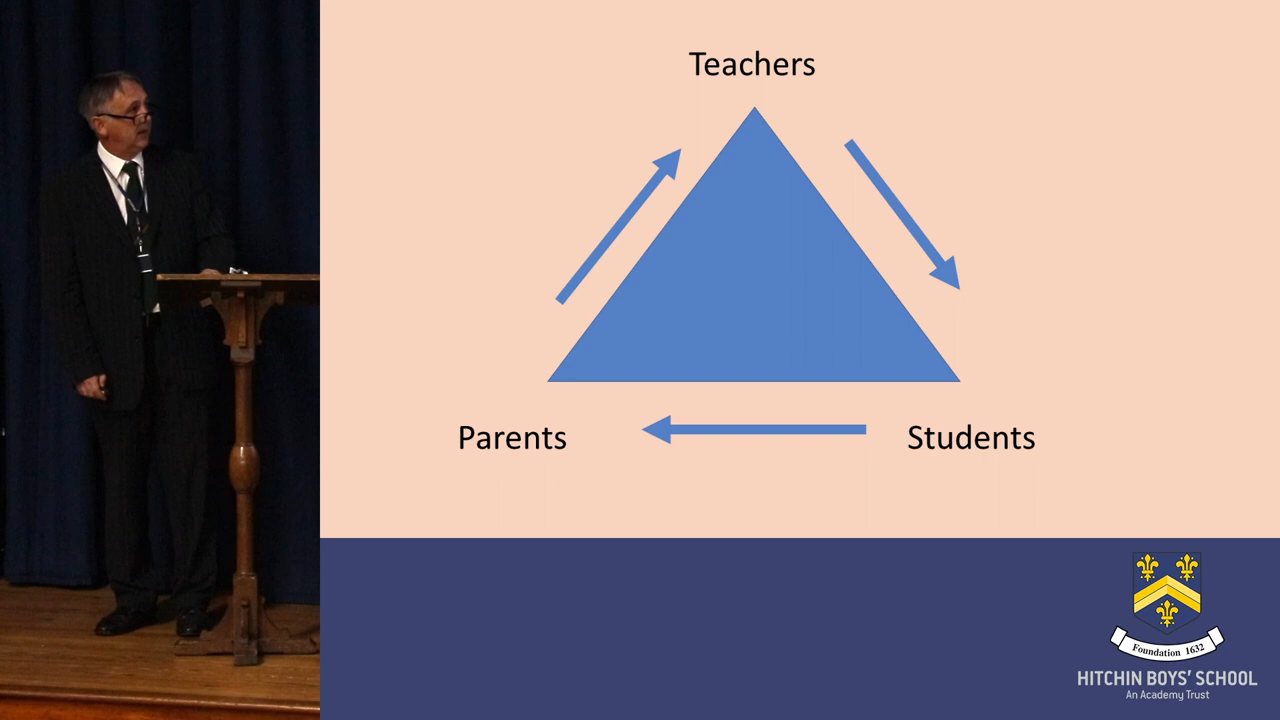 Teachers
Parents
Students
Foundation 1632
HITCHIN BOYS' SCHOOL
An Academy Trust